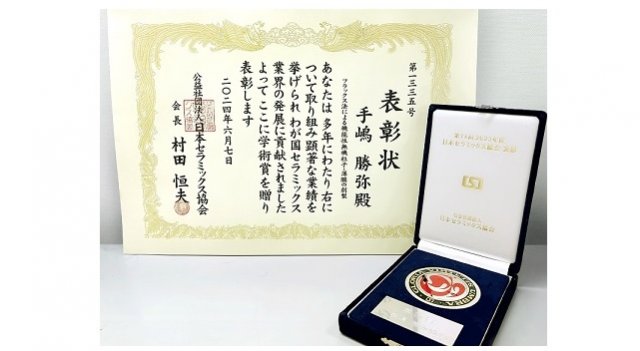 第一三三五号
表彰状
フラックス法による機能性無機粒子・薄膜の創製
手嶋 勝弥殿
あなたは 多年にわたり 右に
ついて取り組み顕著な業績を
挙げられ わが国セラミックス
業界の発展に貢献されました
よって ここに学術賞を贈り
表彰します
二〇二四年六月七日
公益社団法人日本セラミックス協会
会長 村田 恒夫